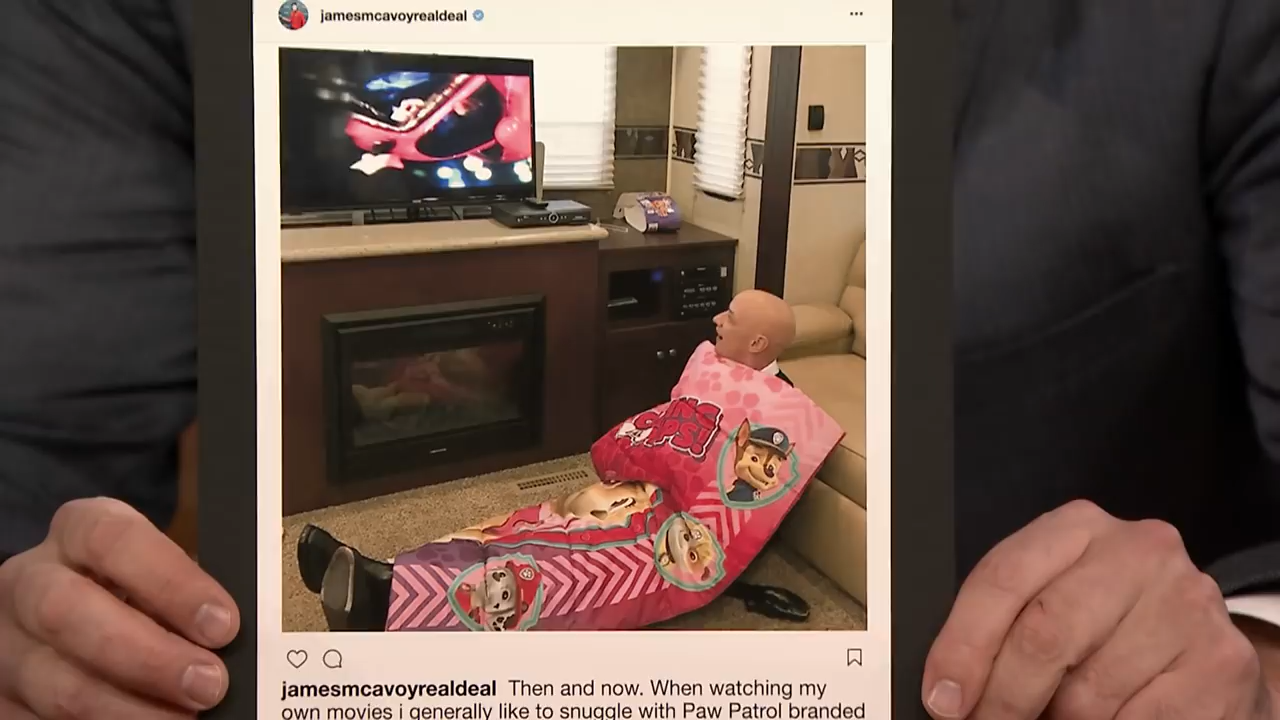 jamesmcavoyrealdeal
jamesmcavoyrealdeal Then and now. When watching my
own movies i generally like to snuggle with Paw Patrol branded